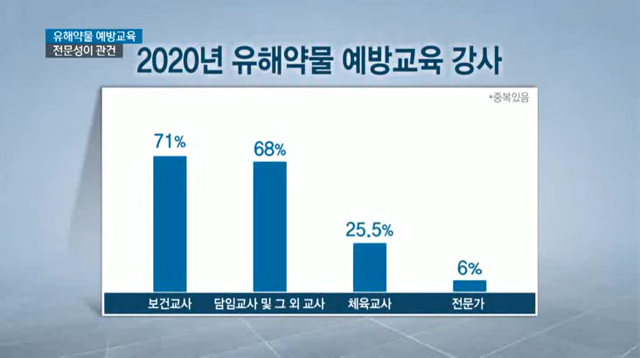 유해약물 예방교육
전문성이 관건
2020년 유해약물 예방교육 강사
*중복있음
71%
68%
25.5%
6%
보건교사
담임교사 및 그 외 교사
체육교사
전문가